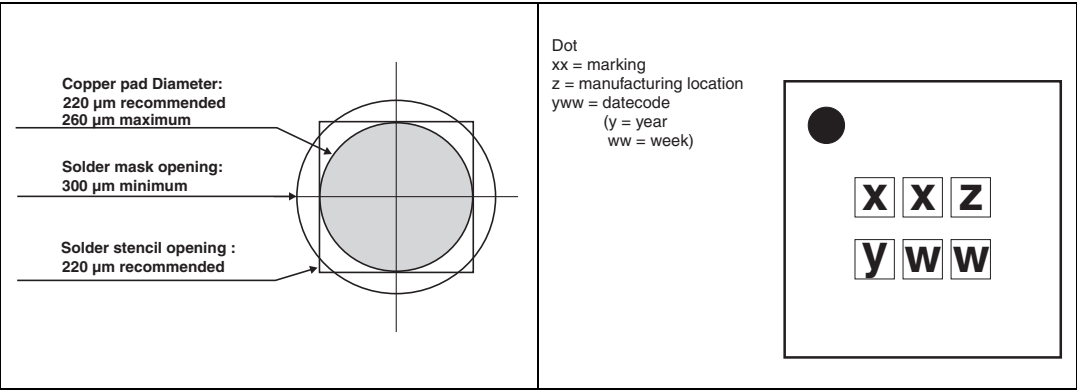 Copper pad Diameter:
220 µm recommended
260 µm maximum
Solder mask opening:
300 µm minimum
Solder stencil opening :
220 µm recommended
Dot
xx = marking
z = manufacturing location
yww = datecode
(y = year
ww = week)
x x z
y w w